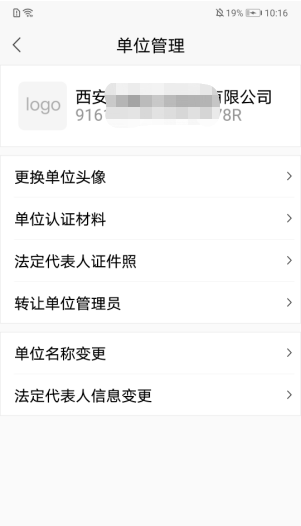 19% 10:16
单位管理
logo
西安 有限公司
916 78R
更换单位头像
单位认证材料
法定代表人证件照
转让单位管理员
单位名称变更
法定代表人信息变更